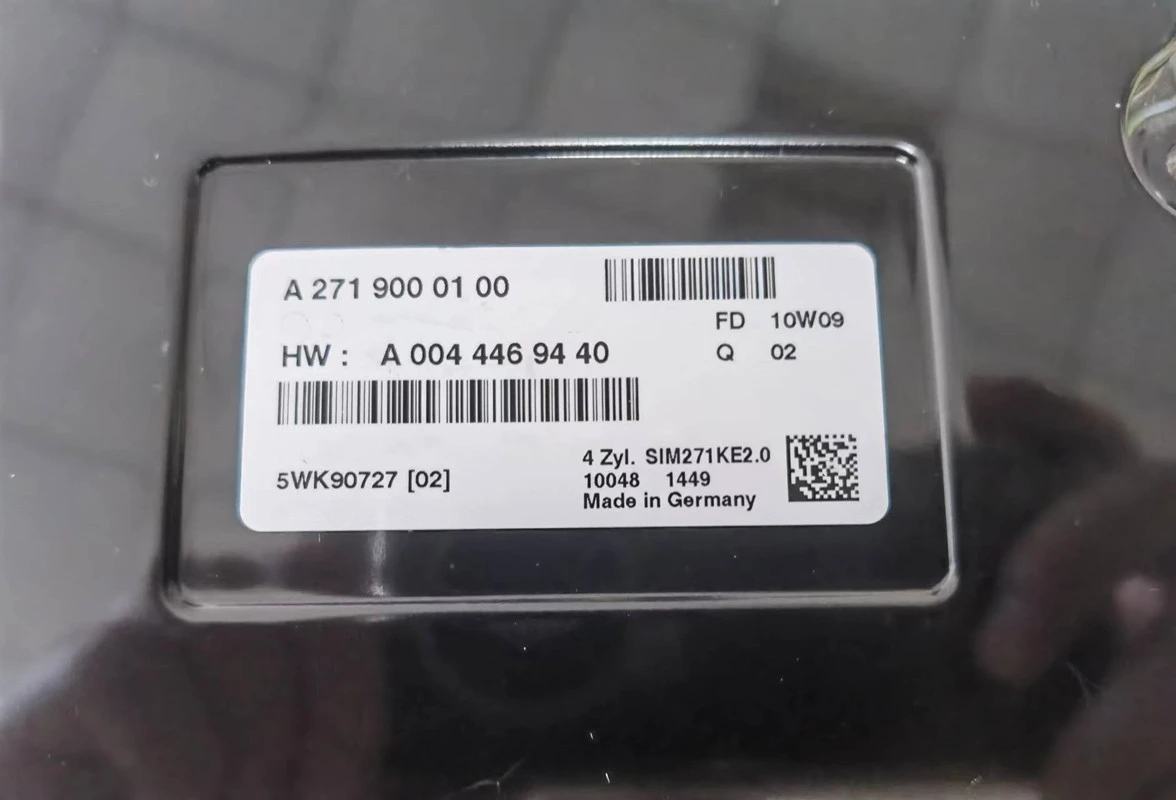 A 271 900 01 00
FD 10W09
HW : A 004 446 94 40
Q 02
5WK90727 [02]
4 Zyl. SIM271KE2.0
10048 1449
Made in Germany